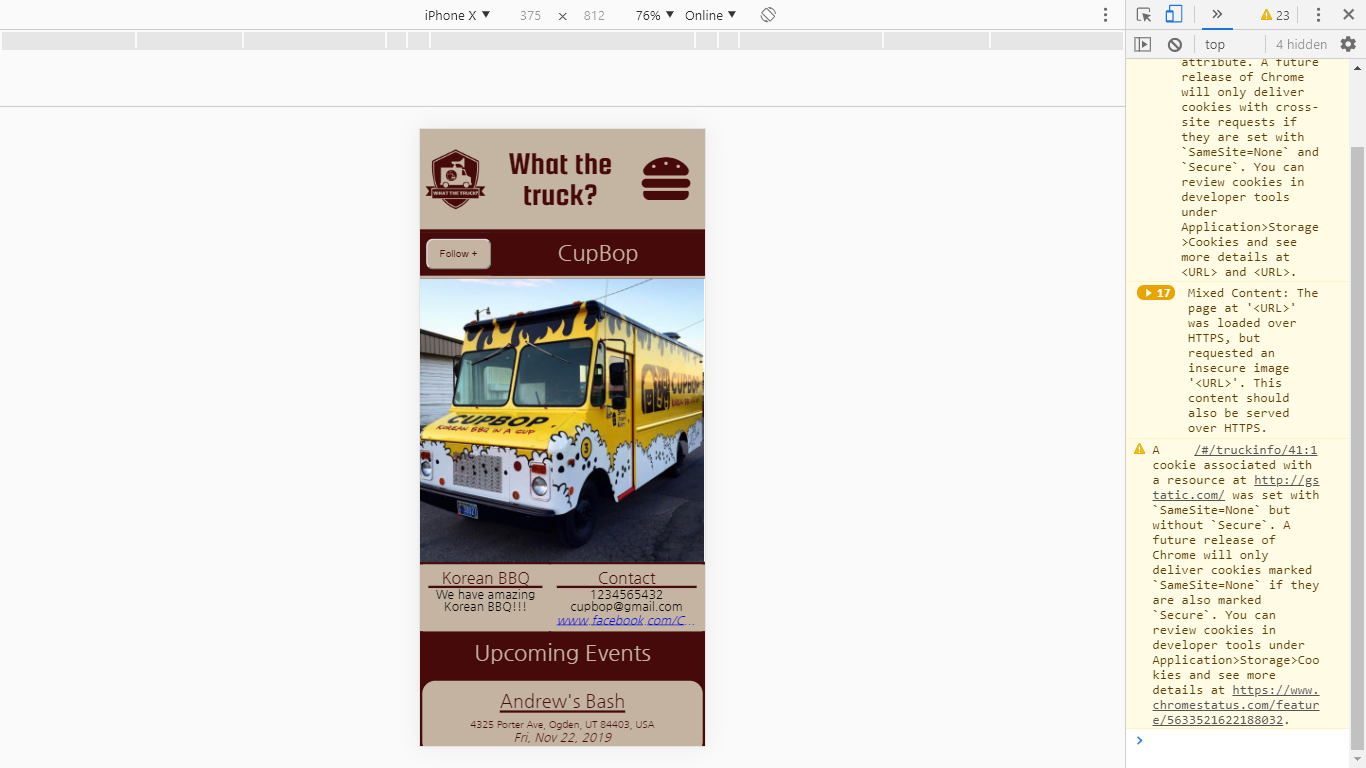 iPhone X ▼ 375 × 812 76% ▼ Online ▼
23
top 4 hidden
What the
truck?
WHAT THE TRUCK?
Follow +
CupBop
CUPBOP
CUPBOP
KOREAN BBQ IN A CUP
Korean BBQ
We have amazing
Korean BBQ!!!
Contact
1234565432
cupbop@gmail.com
www.facebook.com/C...
Upcoming Events
Andrew's Bash
4325 Porter Ave, Ogden, UT 84403, USA
Fri, Nov 22, 2019
attribute. A future
release of Chrome
will only deliver
cookies with cross-
site requests if
they are set with
`SameSite=None` and
`Secure`. You can
review cookies in
developer tools
under
Application>Storage
>Cookies and see
more details at
<URL> and <URL>.
17 Mixed Content: The
page at '<URL>'
was loaded over
HTTPS, but
requested an
insecure image
'<URL>'. This
content should
also be served
over HTTPS.
A /#/truckinfo/41:1
cookie associated with
a resource at http://gs
tatic.com/ was set with
`SameSite=None` but
without `Secure`. A
future release of
Chrome will only
deliver cookies marked
`SameSite=None` if they
are also marked
`Secure`. You can
review cookies in
developer tools under
Application>Storage>Coo
kies and see more
details at https://www.
chromestatus.com/featur
e/5633521622188032.